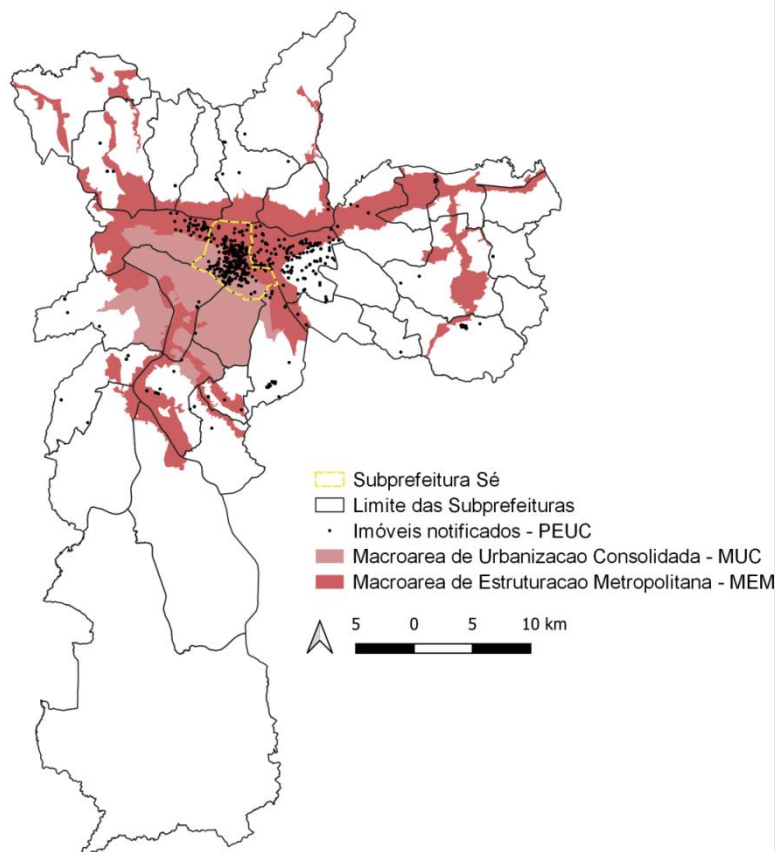 Subprefeitura Sé
Limite das Subprefeituras
Imóveis notificados - PEUC
Macroarea de Urbanizacao Consolidada - MUC
Macroarea de Estruturacao Metropolitana - MEM
5 0 5 10 km